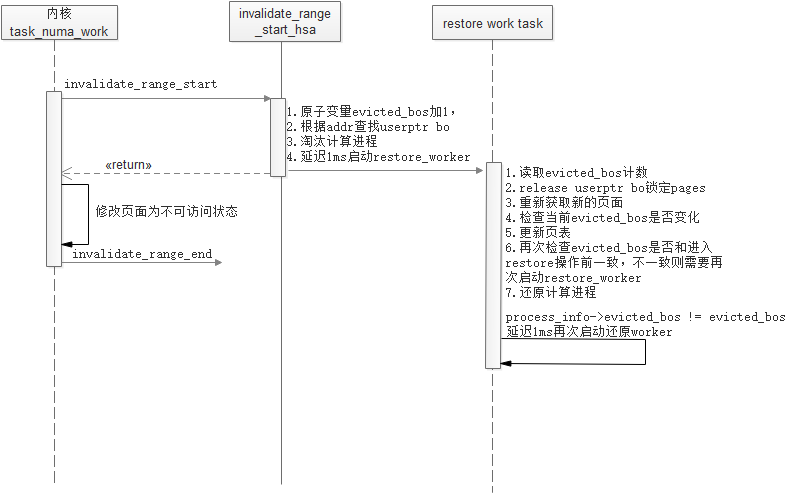 内核
task_numa_work
invalidate_range
_start_hsa
restore work task
invalidate_range_start
1.原子变量evicted_bos加1，
2.根据addr查找userptr bo
3.淘汰计算进程
4.延迟1ms启动restore_worker
«return»
修改页面为不可访问状态
invalidate_range_end
1.读取evicted_bos计数
2.release userptr bo锁定pages
3.重新获取新的页面
4.检查当前evicted_bos是否变化
5.更新页表
6.再次检查evicted_bos是否和进入
restore操作前一致，不一致则需要再
次启动restore_worker
7.还原计算进程
process_info->evicted_bos != evicted_bos
延迟1ms再次启动还原worker